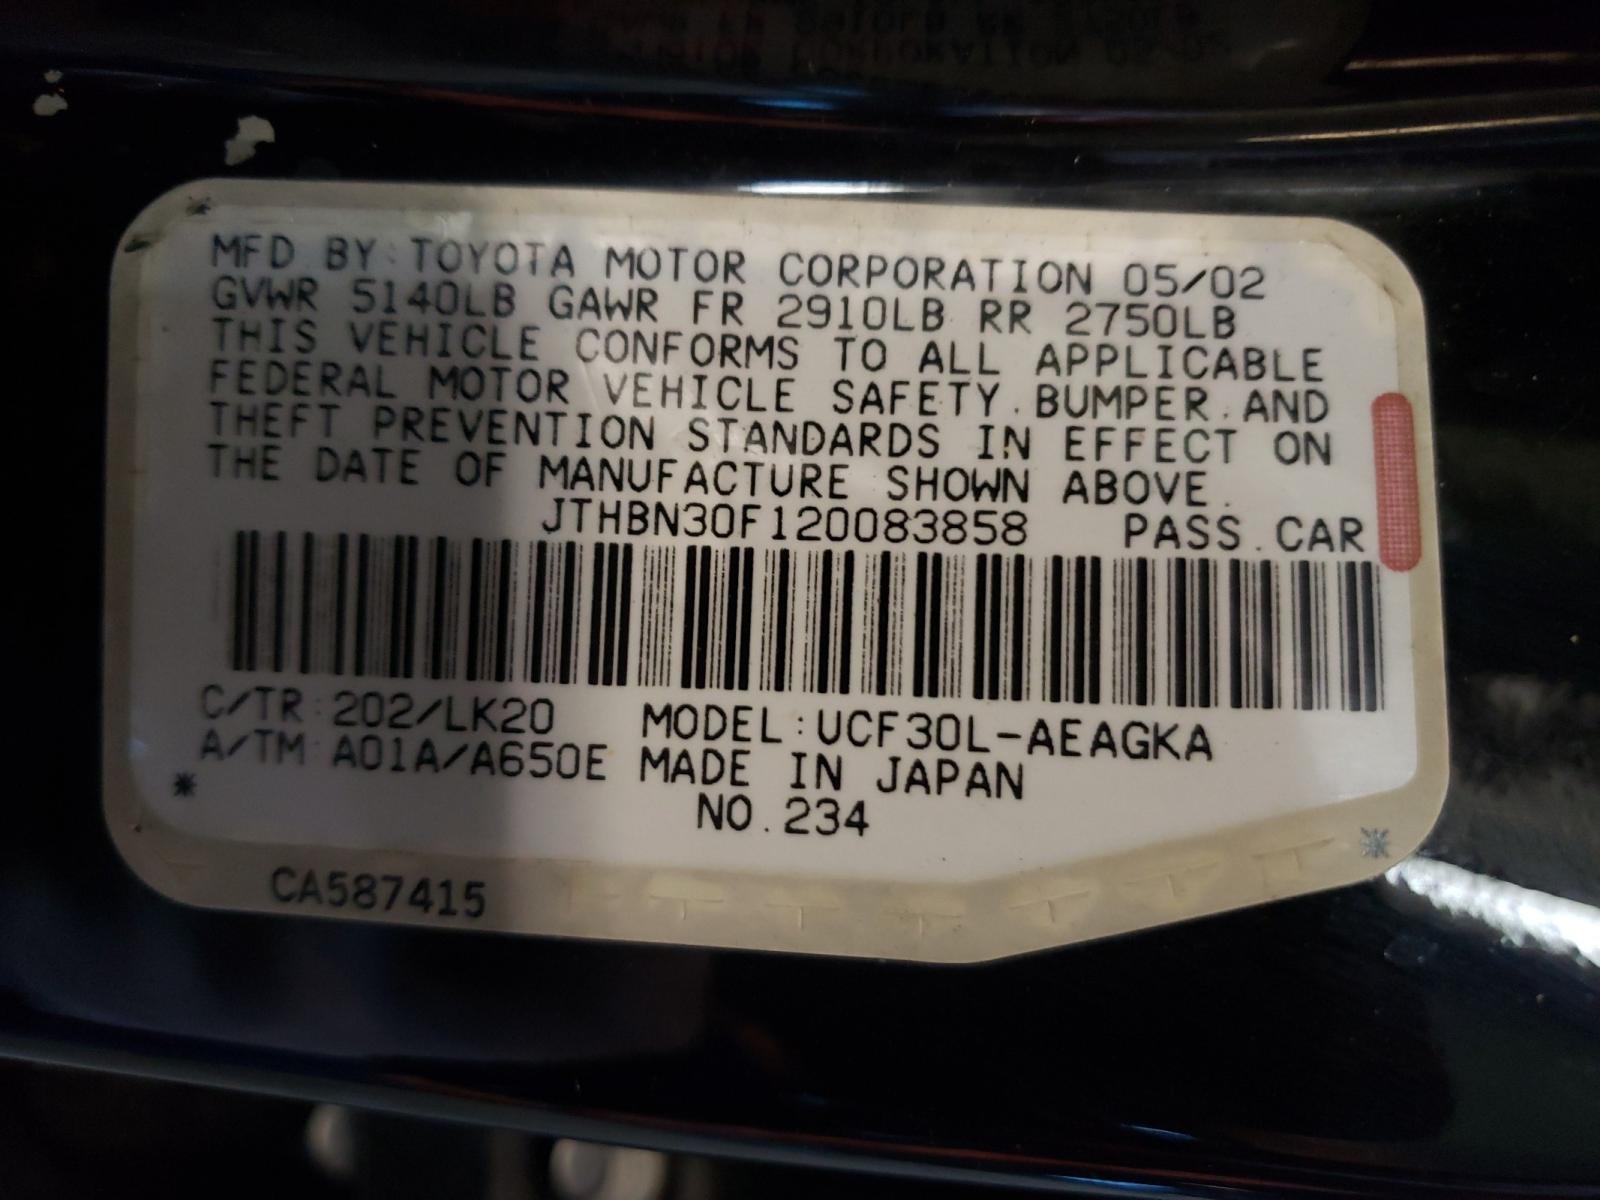 MFD BY:TOYOTA MOTOR CORPORATION 05/02
GVWR 5140LB GAWR FR 2910LB RR 2750LB
THIS VEHICLE CONFORMS TO ALL APPLICABLE
FEDERAL MOTOR VEHICLE SAFETY.BUMPER.AND
THEFT PREVENTION STANDARDS IN EFFECT ON
THE DATE OF MANUFACTURE SHOWN ABOVE.
JTHBN30F120083858 PASS.CAR
C/TR:202/LK20 MODEL:UCF30L-AEAGKA
A/TM:A01A/A650E MADE IN JAPAN
NO.234
CA587415